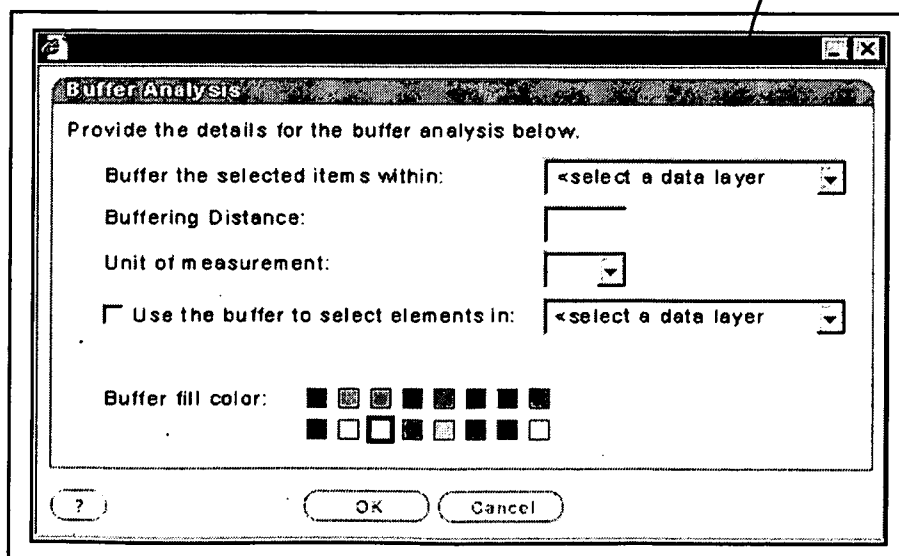 Buffer Analysis
Provide the details for the buffer analysis below.
Buffer the selected items within: <select a data layer
Buffering Distance:
Unit of measurement:
Use the buffer to select elements in: <select a data layer
Buffer fill color:
? OK Cancel